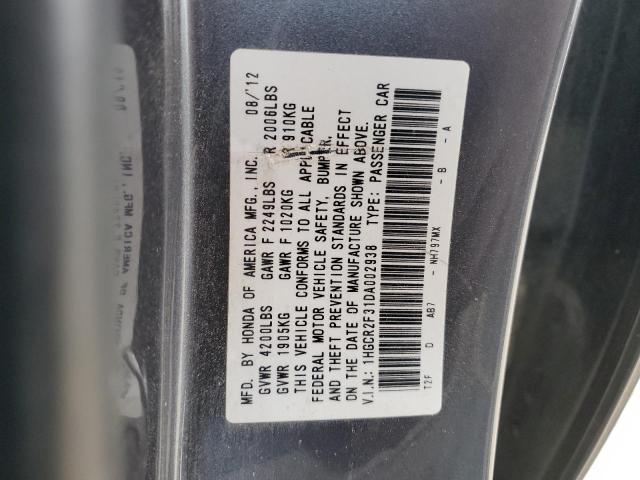 MFD. BY HONDA OF AMERICA MFG., INC. 08/'12
GVWR 4200LBS GAWR F 2249LBS R 2006LBS
GVWR 1905KG GAWR F 1020KG R 910KG
THIS VEHICLE CONFORMS TO ALL APPLICABLE
FEDERAL MOTOR VEHICLE SAFETY, BUMPER,
AND THEFT PREVENTION STANDARDS IN EFFECT
ON THE DATE OF MANUFACTURE SHOWN ABOVE.
V.I.N.: 1HGCR2F31DA002938 TYPE: PASSENGER CAR
T2F D AB7 - NH797MX - B - A